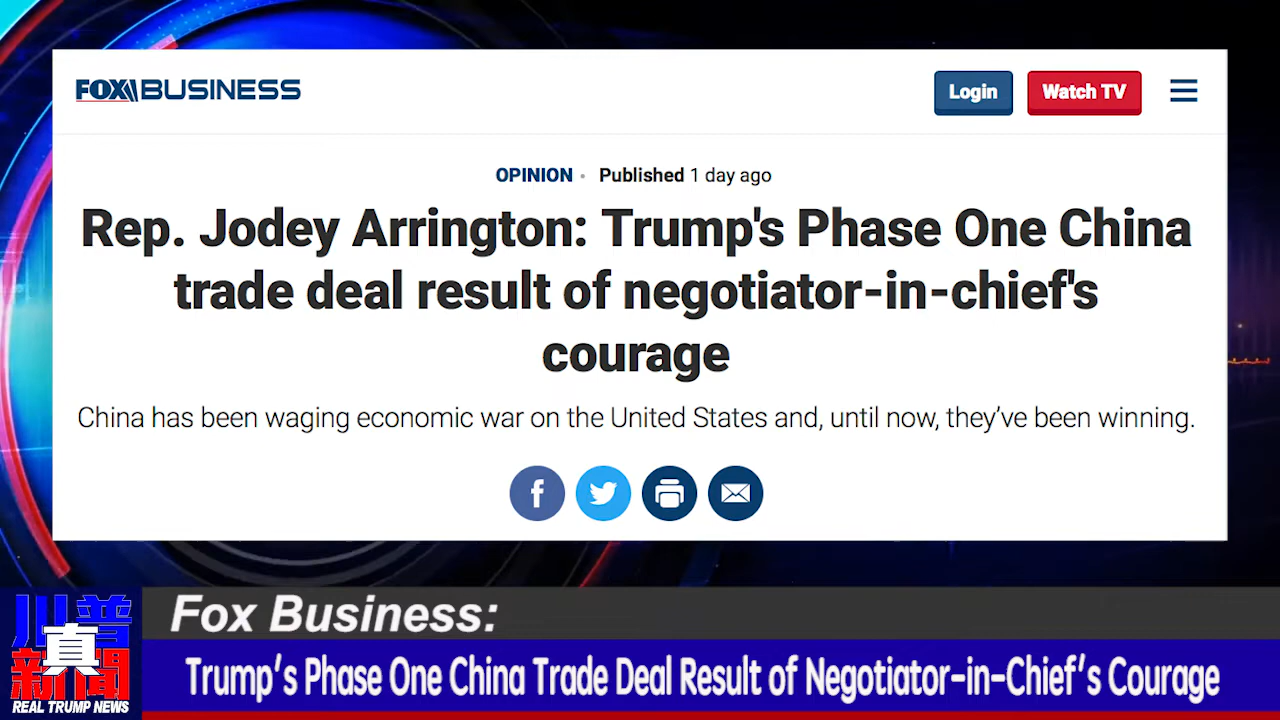 FOX BUSINESS
Login
Watch TV
OPINION • Published 1 day ago
Rep. Jodey Arrington: Trump's Phase One China
trade deal result of negotiator-in-chief's
courage
China has been waging economic war on the United States and, until now, they've been winning.
Fox Business:
Trump's Phase One China Trade Deal Result of Negotiator-in-Chief's Courage
川普
真
新聞
REAL TRUMP NEWS